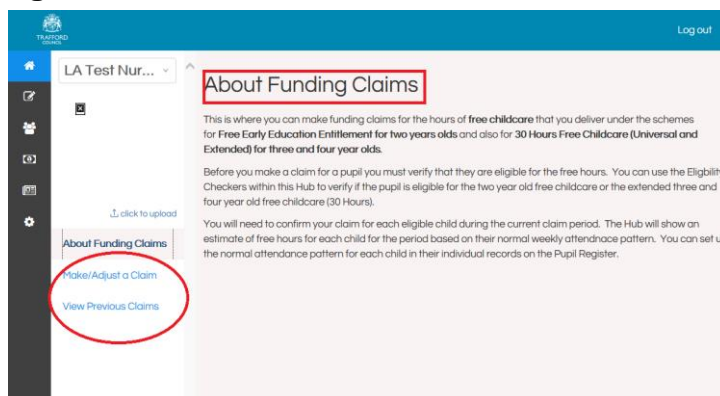 TRAFFORD
COUNCIL
Log out
LA Test Nur...
click to upload
About Funding Claims
Make/Adjust a Claim
View Previous Claims
About Funding Claims
This is where you can make funding claims for the hours of free childcare that you deliver under the schemes
for Free Early Education Entitlement for two years olds and also for 30 Hours Free Childcare (Universal and
Extended) for three and four year olds.
Before you make a claim for a pupil you must verify that they are eligible for the free hours. You can use the Eligbility
Checkers within this Hub to verify if the pupil is eligible for the two year old free childcare or the extended three and
four year old free childcare (30 Hours).
You will need to confirm your claim for each eligible child during the current claim period. The Hub will show an
estimate of free hours for each child for the period based on their normal weekly attendnace pattern. You can set u
the normal attendance pattern for each child in their individual records on the Pupil Register.